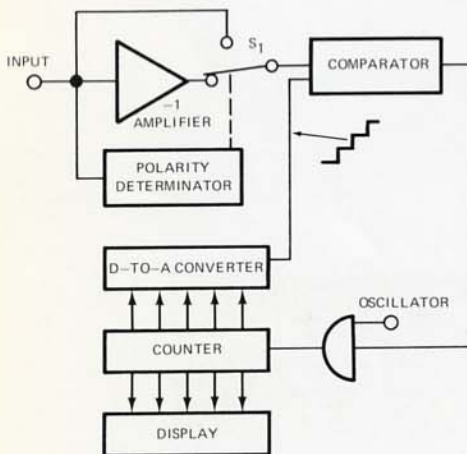 S1
INPUT
COMPARATOR
−1
AMPLIFIER
POLARITY
DETERMINATOR
D−TO−A CONVERTER
OSCILLATOR
COUNTER
DISPLAY